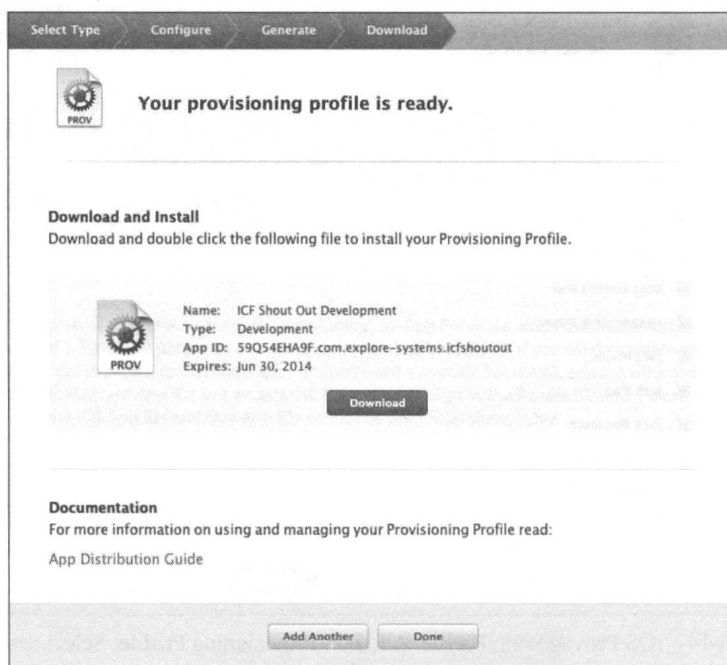 Select Type
Configure
Generate
Download
PROV
Your provisioning profile is ready.
Download and Install
Download and double click the following file to install your Provisioning Profile.
PROV
Name: ICF Shout Out Development
Type: Development
App ID: 59Q54EHA9F.com.explore-systems.icfshoutout
Expires: Jun 30, 2014
Download
Documentation
For more information on using and managing your Provisioning Profile read:
App Distribution Guide
Add Another
Done